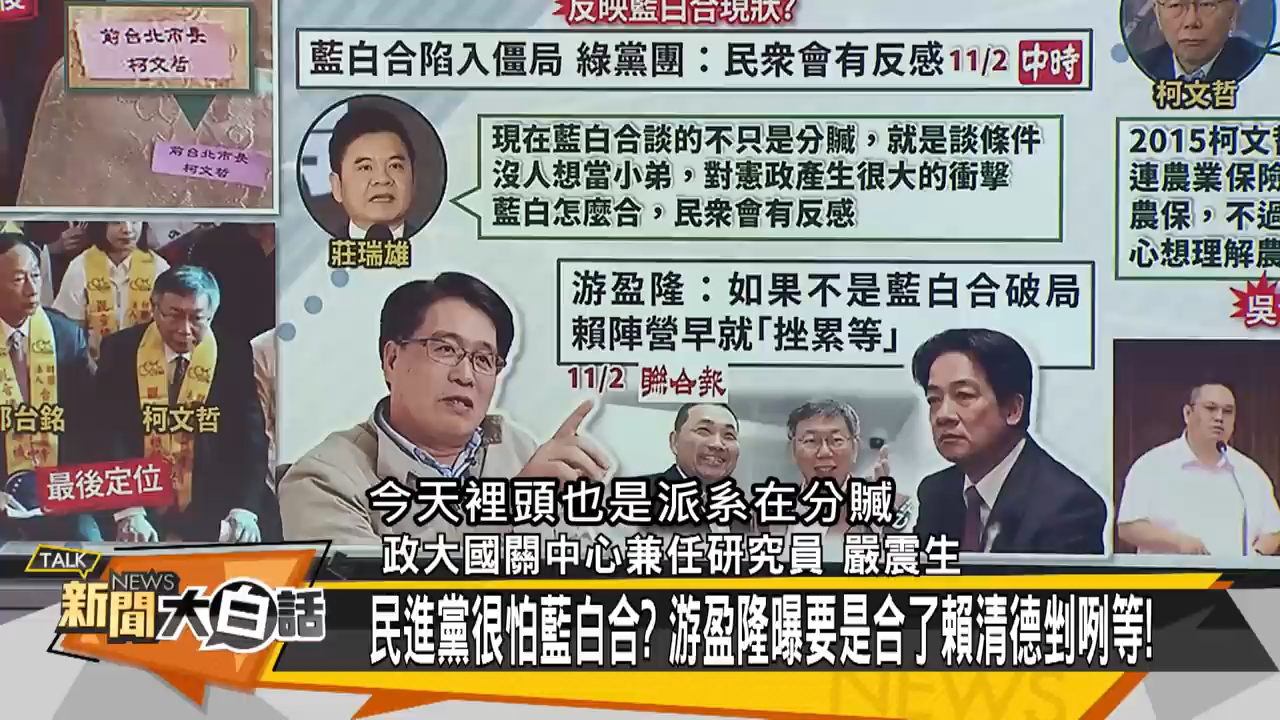 反映藍白合現狀?
前台北市長
柯文哲
前台北市長
柯文哲
藍白合陷入僵局 綠黨團：民眾會有反感 11/2 中時
柯文哲
現在藍白合談的不只是分贓，就是談條件
沒人想當小弟，對憲政產生很大的衝擊
藍白怎麼合，民眾會有反感
莊瑞雄
2015柯文
連農業保險
農保，不過
心想理解農
游盈隆：如果不是藍白合破局
賴陣營早就「挫累等」
11/2 聯合報
吳
台銘
柯文哲
最後定位
今天裡頭也是派系在分贓
政大國關中心兼任研究員 嚴震生
TALK
NEWS
新聞大白話
民進黨很怕藍白合? 游盈隆曝要是合了賴清德剉咧等!
NEWS